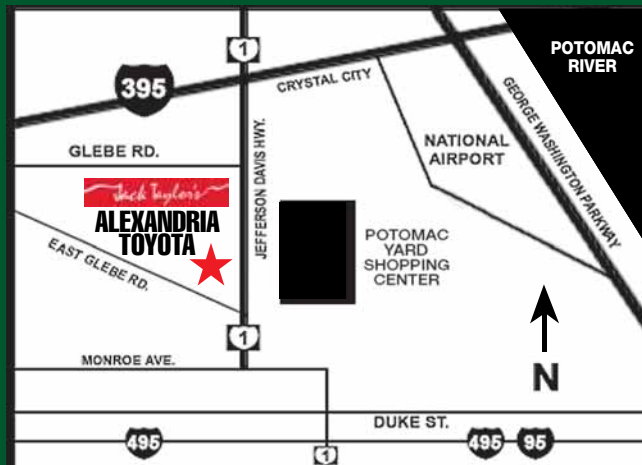 POTOMAC
RIVER
1
395
CRYSTAL CITY
GEORGE WASHINGTON PARKWAY
NATIONAL
AIRPORT
GLEBE RD.
JEFFERSON DAVIS HWY.
Jack Taylor's
ALEXANDRIA
TOYOTA
EAST GLEBE RD.
POTOMAC
YARD
SHOPPING
CENTER
1
MONROE AVE.
N
DUKE ST.
495
1
495
95